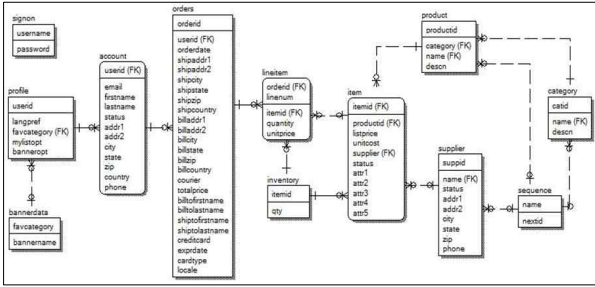 signon
username
password
profile
userid
langpref
favcategory (FK)
mylistopt
banneropt
bannerdata
favcategory
bannername
account
userid (FK)
email
firstname
lastname
status
addr1
addr2
city
state
zip
country
phone
orders
orderid
userid (FK)
orderdate
shipaddr1
shipaddr2
shipcity
shipstate
shipzip
shipcountry
billaddr1
billaddr2
billcity
billstate
billzip
billcountry
courier
totalprice
billtofirstname
billtolastname
shiptofirstname
shiptolastname
creditcard
exprdate
cardtype
locale
lineitem
orderid (FK)
linenum
itemid (FK)
quantity
unitprice
inventory
itemid
qty
item
itemid (FK)
productid (FK)
listprice
unitcost
supplier (FK)
status
attr1
attr2
attr3
attr4
attr5
product
productid
category (FK)
name (FK)
descn
supplier
suppid
name (FK)
status
addr1
addr2
city
state
zip
phone
category
catid
name (FK)
descn
sequence
name
nextid